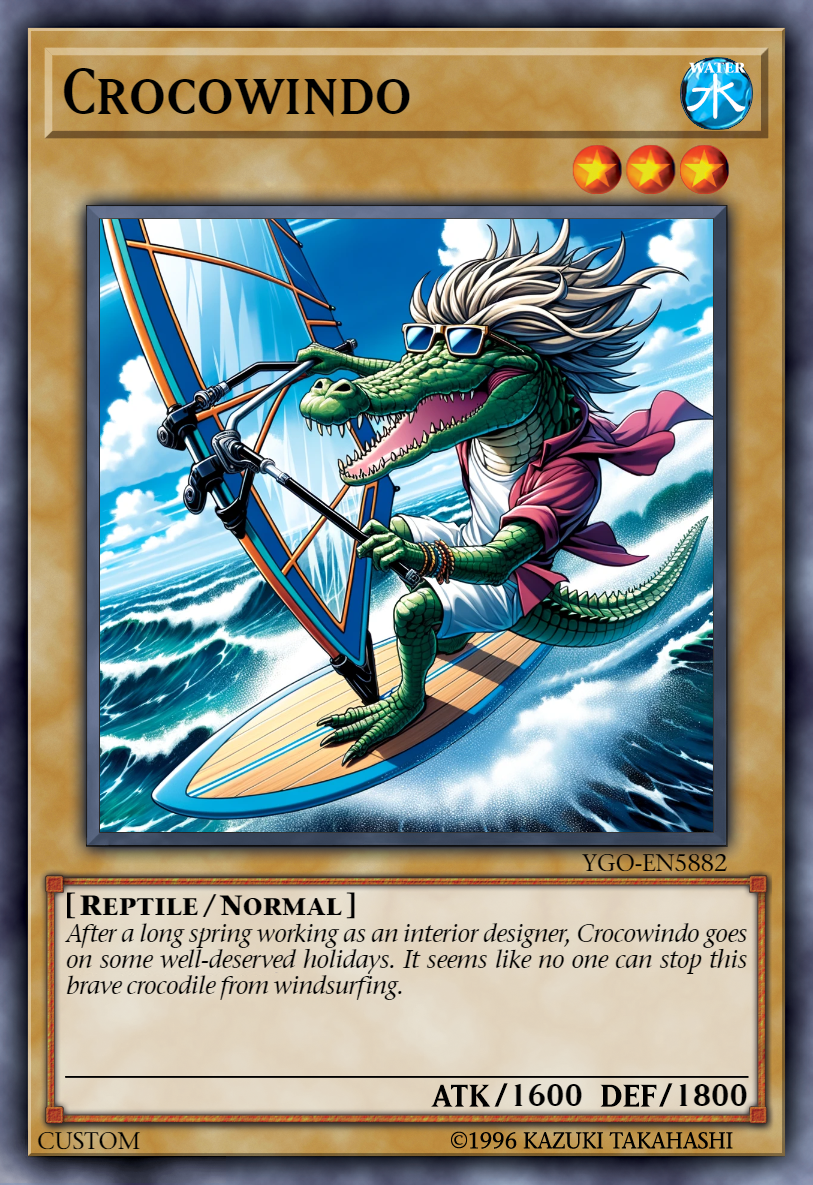 Crocowindo
WATER
水
YGO-EN5882
[ Reptile / Normal ]
After a long spring working as an interior designer, Crocowindo goes
on some well-deserved holidays. It seems like no one can stop this
brave crocodile from windsurfing.
ATK/1600 DEF/1800
CUSTOM ©1996 KAZUKI TAKAHASHI